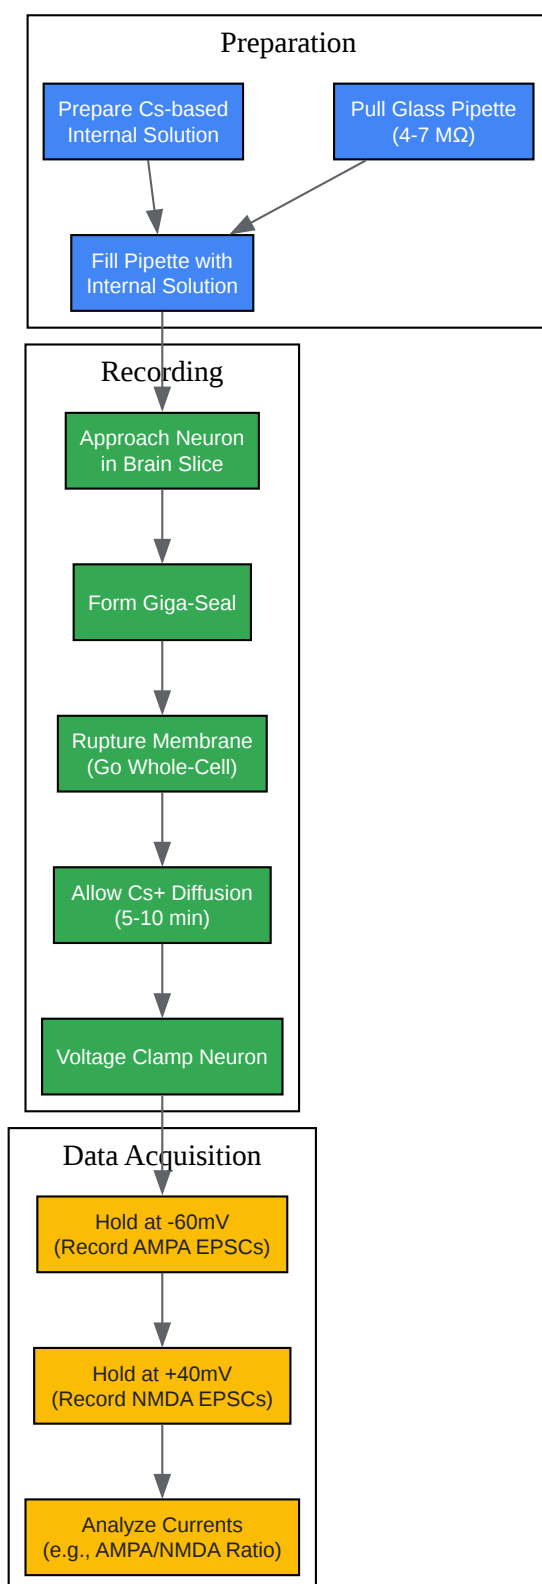 Preparation
Prepare Cs-based
Internal Solution
Pull Glass Pipette
(4-7 MΩ)
Fill Pipette with
Internal Solution
Recording
Approach Neuron
in Brain Slice
Form Giga-Seal
Rupture Membrane
(Go Whole-Cell)
Allow Cs+ Diffusion
(5-10 min)
Voltage Clamp Neuron
Data Acquisition
Hold at -60mV
(Record AMPA EPSCs)
Hold at +40mV
(Record NMDA EPSCs)
Analyze Currents
(e.g., AMPA/NMDA Ratio)